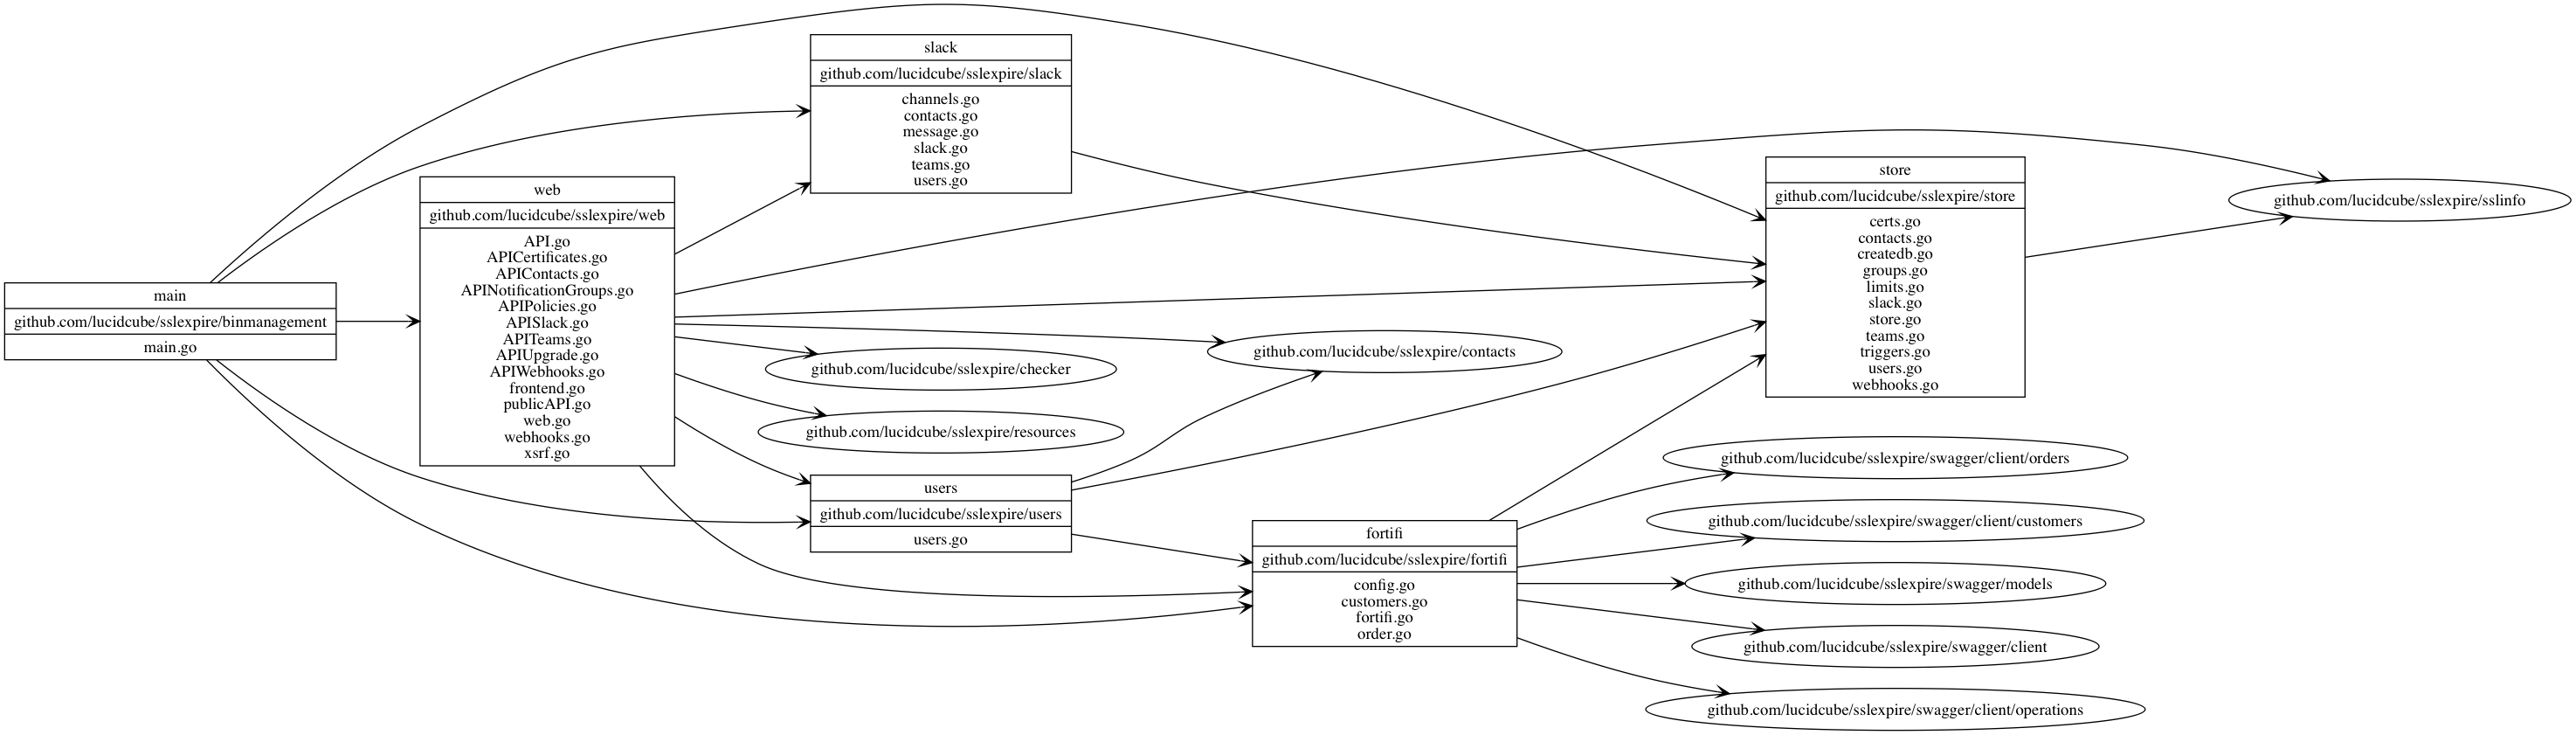 main
github.com/lucidcube/sslexpire/binmanagement
main.go
web
github.com/lucidcube/sslexpire/web
API.go
APICertificates.go
APIContacts.go
APINotificationGroups.go
APIPolicies.go
APISlack.go
APITeams.go
APIUpgrade.go
APIWebhooks.go
frontend.go
publicAPI.go
web.go
webhooks.go
xsrf.go
slack
github.com/lucidcube/sslexpire/slack
channels.go
contacts.go
message.go
slack.go
teams.go
users.go
github.com/lucidcube/sslexpire/checker
github.com/lucidcube/sslexpire/resources
users
github.com/lucidcube/sslexpire/users
users.go
github.com/lucidcube/sslexpire/contacts
fortifi
github.com/lucidcube/sslexpire/fortifi
config.go
customers.go
fortifi.go
order.go
store
github.com/lucidcube/sslexpire/store
certs.go
contacts.go
createdb.go
groups.go
limits.go
slack.go
store.go
teams.go
triggers.go
users.go
webhooks.go
github.com/lucidcube/sslexpire/swagger/client/orders
github.com/lucidcube/sslexpire/swagger/client/customers
github.com/lucidcube/sslexpire/swagger/models
github.com/lucidcube/sslexpire/swagger/client
github.com/lucidcube/sslexpire/swagger/client/operations
github.com/lucidcube/sslexpire/sslinfo